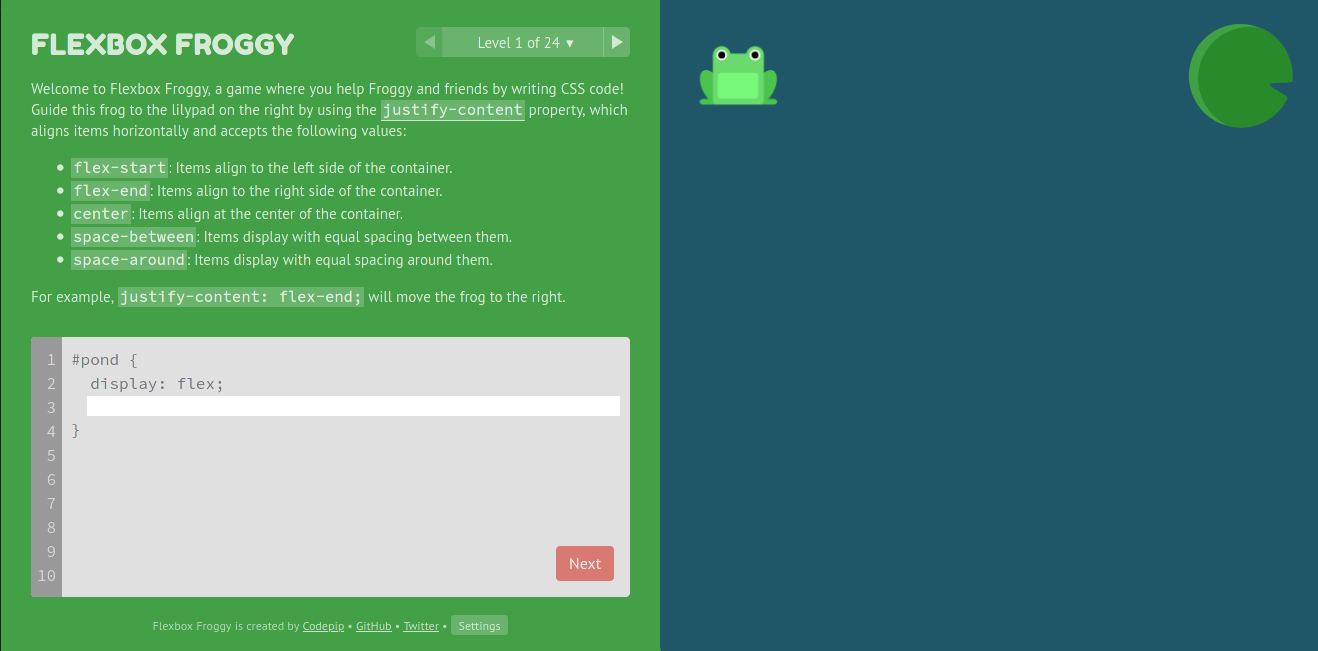 FLEXBOX FROGGY
◀ Level 1 of 24 ▼ ▶
Welcome to Flexbox Froggy, a game where you help Froggy and friends by writing CSS code!
Guide this frog to the lilypad on the right by using the justify-content property, which
aligns items horizontally and accepts the following values:
• flex-start: Items align to the left side of the container.
• flex-end: Items align to the right side of the container.
• center: Items align at the center of the container.
• space-between: Items display with equal spacing between them.
• space-around: Items display with equal spacing around them.
For example, justify-content: flex-end; will move the frog to the right.
1 #pond {
2 display: flex;
3
4 }
5
6
7
8
9
10
Next
Flexbox Froggy is created by Codepip • GitHub • Twitter • Settings